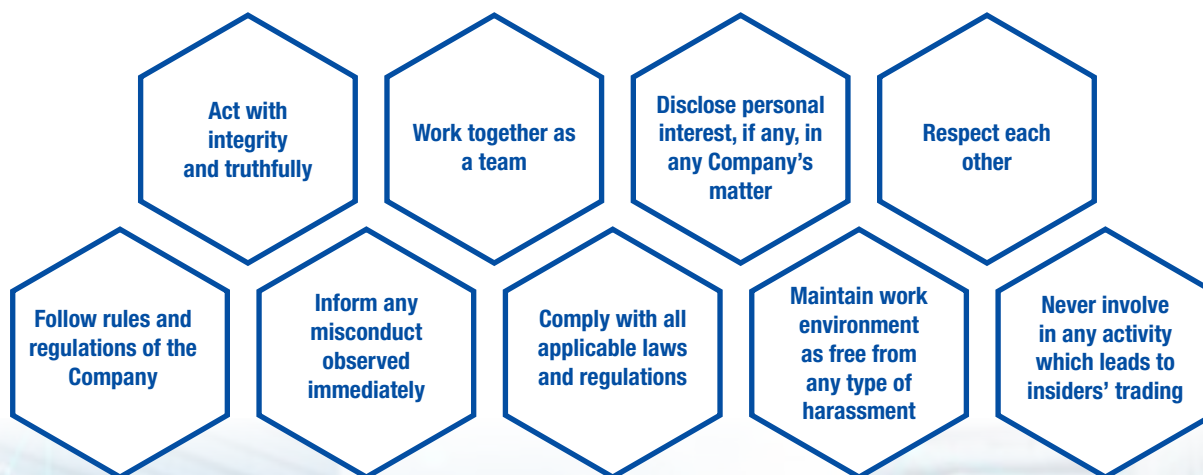 Act with
integrity
and truthfully
Work together as
a team
Disclose personal
interest, if any, in
any Company’s
matter
Respect each
other
Follow rules and
regulations of the
Company
Inform any
misconduct
observed
immediately
Comply with all
applicable laws
and regulations
Maintain work
environment
as free from
any type of
harassment
Never involve
in any activity
which leads to
insiders’ trading